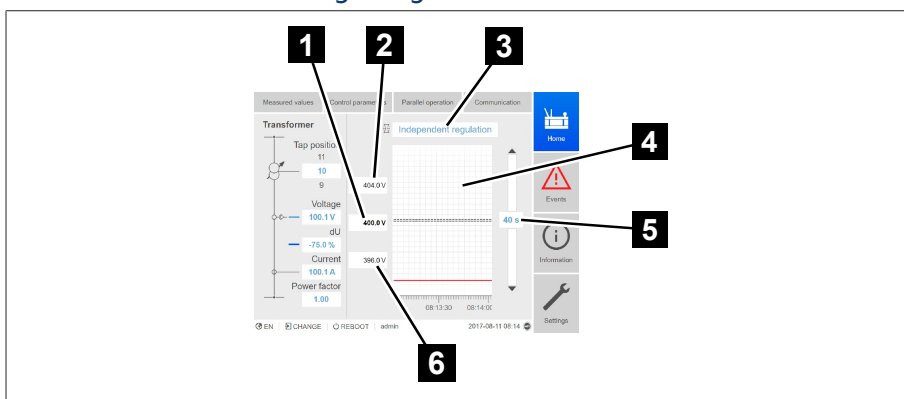 1
2
3
Measured values Control parameters Parallel operation Communication
Transformer
Independent regulation
Home
4
Tap position
11
10
9
404.0 V
Events
Voltage
100.1 V
400.0 V
40 s
5
dU
-75.0 %
Current
396.0 V
Information
100.1 A
Power factor
1.00
08:13:30 08:14:00
Settings
EN CHANGE REBOOT admin 2017-08-11 08:14
6